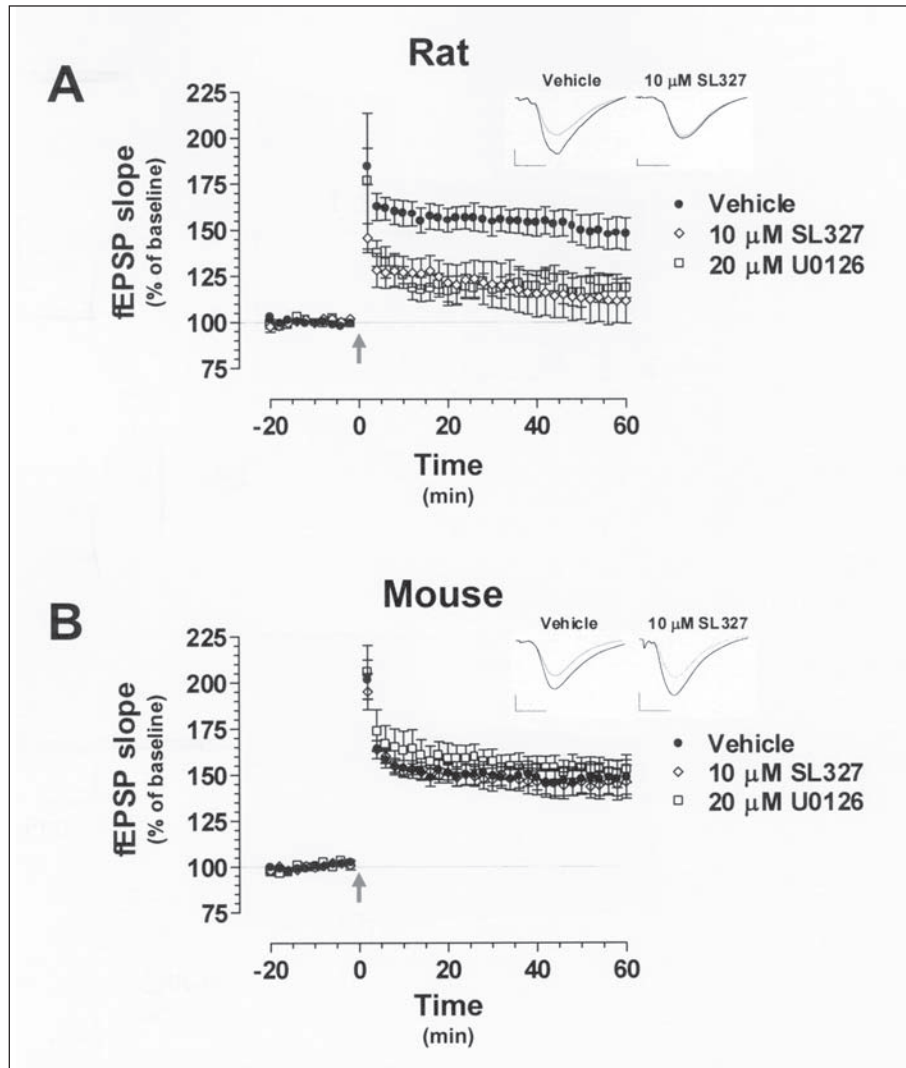 Rat
A
Vehicle 10 μM SL327
225
200
175
150
125
100
75
fEPSP slope
(% of baseline)
Vehicle
10 μM SL327
20 μM U0126
-20 0 20 40 60
Time
(min)
Mouse
B
Vehicle 10 μM SL327
225
200
175
150
125
100
75
fEPSP slope
(% of baseline)
Vehicle
10 μM SL327
20 μM U0126
-20 0 20 40 60
Time
(min)